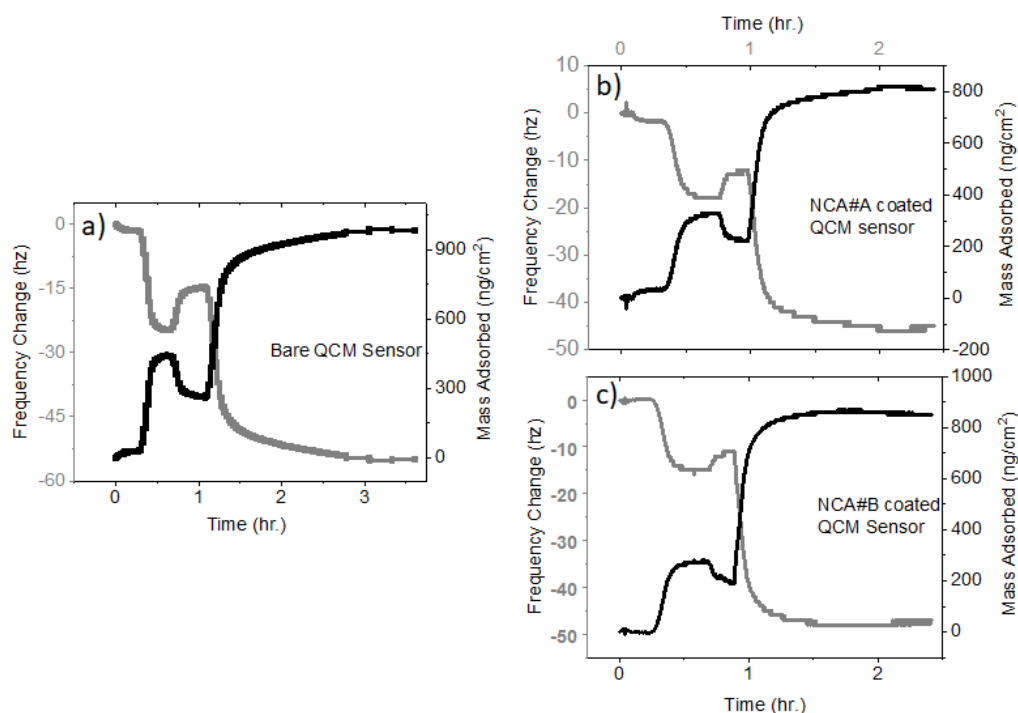 a)
Frequency Change (hz)
0
-15
-30
-45
-60
Bare QCM Sensor
900
600
300
0
Mass Adsorbed (ng/cm²)
0 1 2 3
Time (hr.)
Time (hr.)
0 1 2
b)
Frequency Change (hz)
10
0
-10
-20
-30
-40
-50
NCA#A coated
QCM sensor
800
600
400
200
0
-200
Mass Adsorbed (ng/cm²)
c)
Frequency Change (hz)
0
-10
-20
-30
-40
-50
NCA#B coated
QCM Sensor
1000
800
600
400
200
0
Mass Adsorbed (ng/cm²)
0 1 2
Time (hr.)